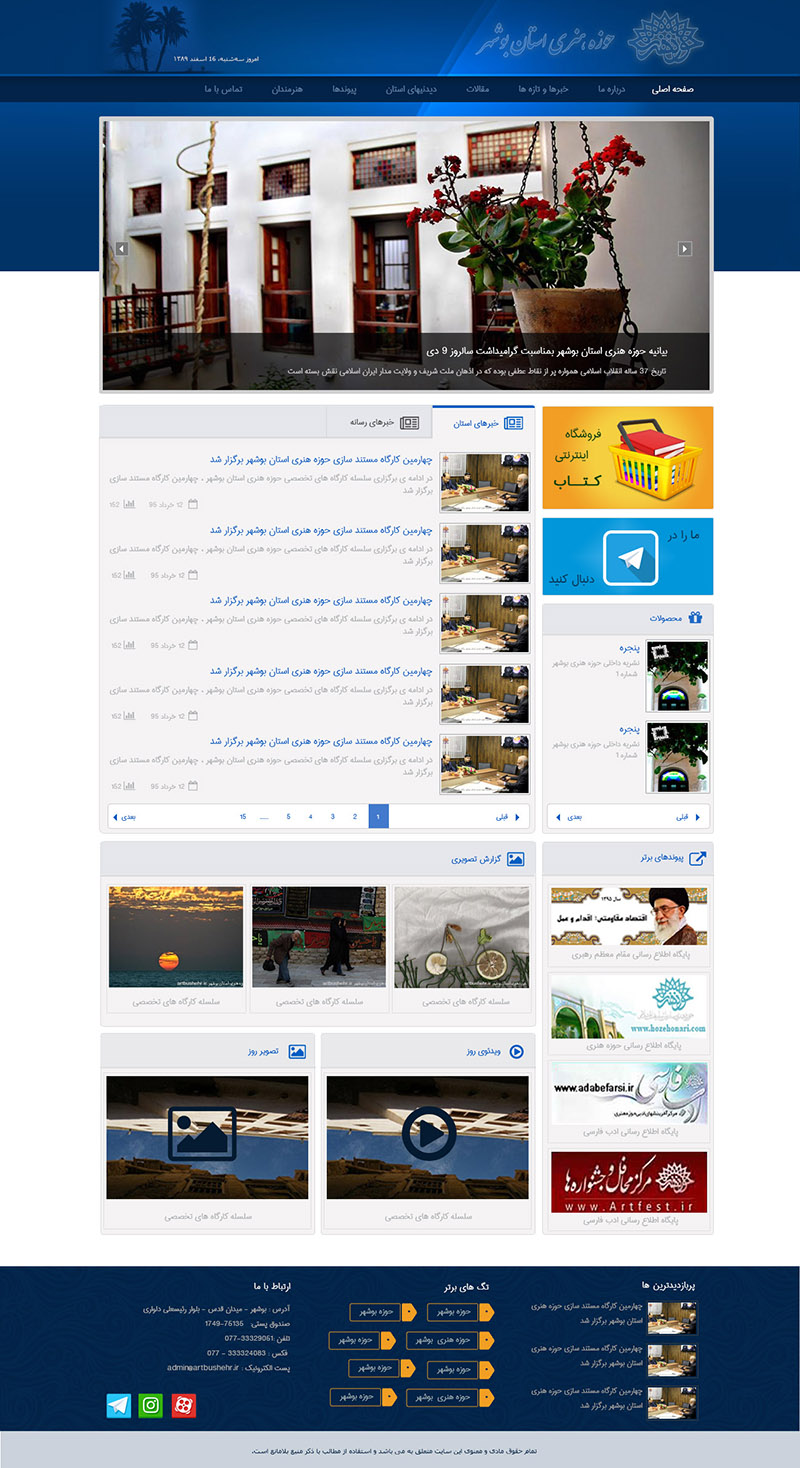 حوزه هنری استان بوشهر
امروز سه‌شنبه، 16 اسفند ۱۳۸۹
صفحه اصلی
درباره ما
خبرها و تازه ها
مقالات
دیدنیهای استان
پیوندها
هنرمندان
تماس با ما
بیانیه حوزه هنری استان بوشهر بمناسبت گرامیداشت سالروز 9 دی
تاریخ 37 ساله انقلاب اسلامی همواره پر از نقاط عطفی بوده که در اذهان ملت شریف و ولایت مدار ایران اسلامی نقش بسته است
فروشگاه
اینترنتی
کـتــاب
ما را در
دنبال کنید
محصولات
پنجره
نشریه داخلی حوزه هنری بوشهر
شماره 1
پنجره
نشریه داخلی حوزه هنری بوشهر
شماره 1
قبلی
بعدی
خبرهای استان
خبرهای رسانه
چهارمین کارگاه مستند سازی حوزه هنری استان بوشهر برگزار شد
در ادامه ی برگزاری سلسله کارگاه های تخصصی حوزه هنری استان بوشهر ، چهارمین کارگاه مستند سازی
برگزار شد
12 خرداد 95
152
چهارمین کارگاه مستند سازی حوزه هنری استان بوشهر برگزار شد
در ادامه ی برگزاری سلسله کارگاه های تخصصی حوزه هنری استان بوشهر ، چهارمین کارگاه مستند سازی
برگزار شد
12 خرداد 95
152
چهارمین کارگاه مستند سازی حوزه هنری استان بوشهر برگزار شد
در ادامه ی برگزاری سلسله کارگاه های تخصصی حوزه هنری استان بوشهر ، چهارمین کارگاه مستند سازی
برگزار شد
12 خرداد 95
152
چهارمین کارگاه مستند سازی حوزه هنری استان بوشهر برگزار شد
در ادامه ی برگزاری سلسله کارگاه های تخصصی حوزه هنری استان بوشهر ، چهارمین کارگاه مستند سازی
برگزار شد
12 خرداد 95
152
چهارمین کارگاه مستند سازی حوزه هنری استان بوشهر برگزار شد
در ادامه ی برگزاری سلسله کارگاه های تخصصی حوزه هنری استان بوشهر ، چهارمین کارگاه مستند سازی
برگزار شد
12 خرداد 95
152
قبلی 1 2 3 4 5 .... 15 بعدی
پیوندهای برتر
سال ۱۳۹۵
اقتصاد مقاومتی؛ اقدام و عمل
پایگاه اطلاع رسانی مقام معظم رهبری
www.hozehonari.com
پایگاه اطلاع رسانی حوزه هنری
www.adabefarsi.ir
ادب فارسی
مرکز آفرینشهای ادبی حوزه هنری
پایگاه اطلاع رسانی ادب فارسی
مرکز محافل و جشنواره ها
www.Artfest.ir
پایگاه اطلاع رسانی ادب فارسی
گزارش تصویری
سلسله کارگاه های تخصصی
سلسله کارگاه های تخصصی
سلسله کارگاه های تخصصی
ویدئوی روز
سلسله کارگاه های تخصصی
تصویر روز
سلسله کارگاه های تخصصی
پربازدیدترین ها
چهارمین کارگاه مستند سازی حوزه هنری
استان بوشهر برگزار شد
چهارمین کارگاه مستند سازی حوزه هنری
استان بوشهر برگزار شد
چهارمین کارگاه مستند سازی حوزه هنری
استان بوشهر برگزار شد
تگ های برتر
حوزه بوشهر
حوزه بوشهر
حوزه هنری بوشهر
حوزه بوشهر
حوزه بوشهر
حوزه بوشهر
حوزه هنری بوشهر
حوزه بوشهر
ارتباط با ما
آدرس : بوشهر - میدان قدس - بلوار رئیسعلی دلواری
صندوق پستی: 75135-1749
تلفن :33329051-077
فکس : 333324083 - 077
پست الکترونیک : admin@artbushehr.ir
تمام حقوق مادی و معنوی این سایت متعلق به می باشد و استفاده از مطالب با ذکر منبع بلامانع است.